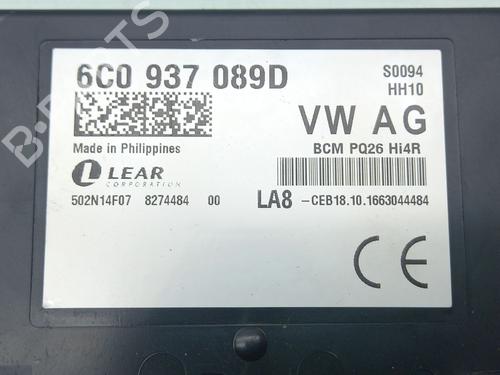 6C0 937 089D
S0094
HH10
VW AG
Made in Philippines
BCM PQ26 Hi4R
LEAR
CORPORATION
502N14F07 8274484 00
LA8 -CEB18.10.1663044484
CE